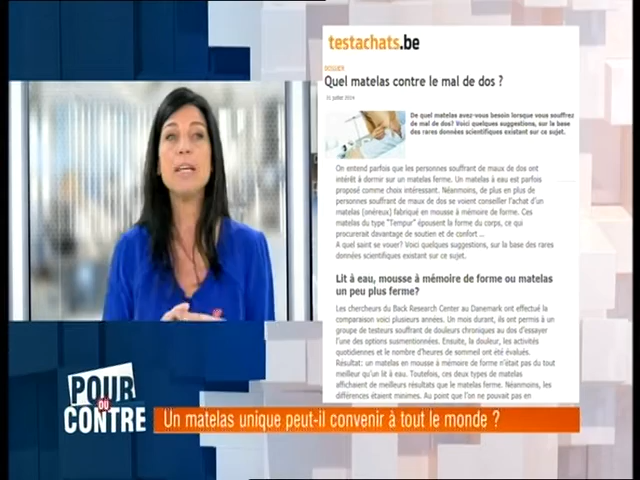 testachats.be
DOSSIER
Quel matelas contre le mal de dos ?
31 juillet 2014
De quel matelas avez-vous besoin lorsque vous souffrez
de mal de dos? Voici quelques suggestions, sur la base
des rares données scientifiques existant sur ce sujet.
On entend parfois que les personnes souffrant de maux de dos ont
intérêt à dormir sur un matelas ferme. Un matelas à eau est parfois
proposé comme choix intéressant. Néanmoins, de plus en plus de
personnes souffrant de maux de dos se voient conseiller l'achat d'un
matelas (onéreux) fabriqué en mousse à mémoire de forme. Ces
matelas du type "Tempur" épousent la forme du corps, ce qui
procurerait davantage de soutien et de confort ...
A quel saint se vouer? Voici quelques suggestions, sur la base des rares
données scientifiques existant sur ce sujet.
Lit à eau, mousse à mémoire de forme ou matelas
un peu plus ferme?
Les chercheurs du Back Research Center au Danemark ont effectué la
comparaison voici plusieurs années. Un mois durant, ils ont permis à un
groupe de testeurs souffrant de douleurs chroniques au dos d'essayer
l'une des options susmentionnées. Ensuite, la douleur, les activités
quotidiennes et le nombre d'heures de sommeil ont été évalués.
Résultat: un matelas en mousse à mémoire de forme n'était pas du tout
meilleur qu'un lit à eau. Toutefois, ces deux types de matelas
affichaient de meilleurs résultats que le matelas ferme. Néanmoins, les
différences étaient minimes. Au point que l'on ne pouvait pas en
POUR
OU
CONTRE
Un matelas unique peut-il convenir à tout le monde ?